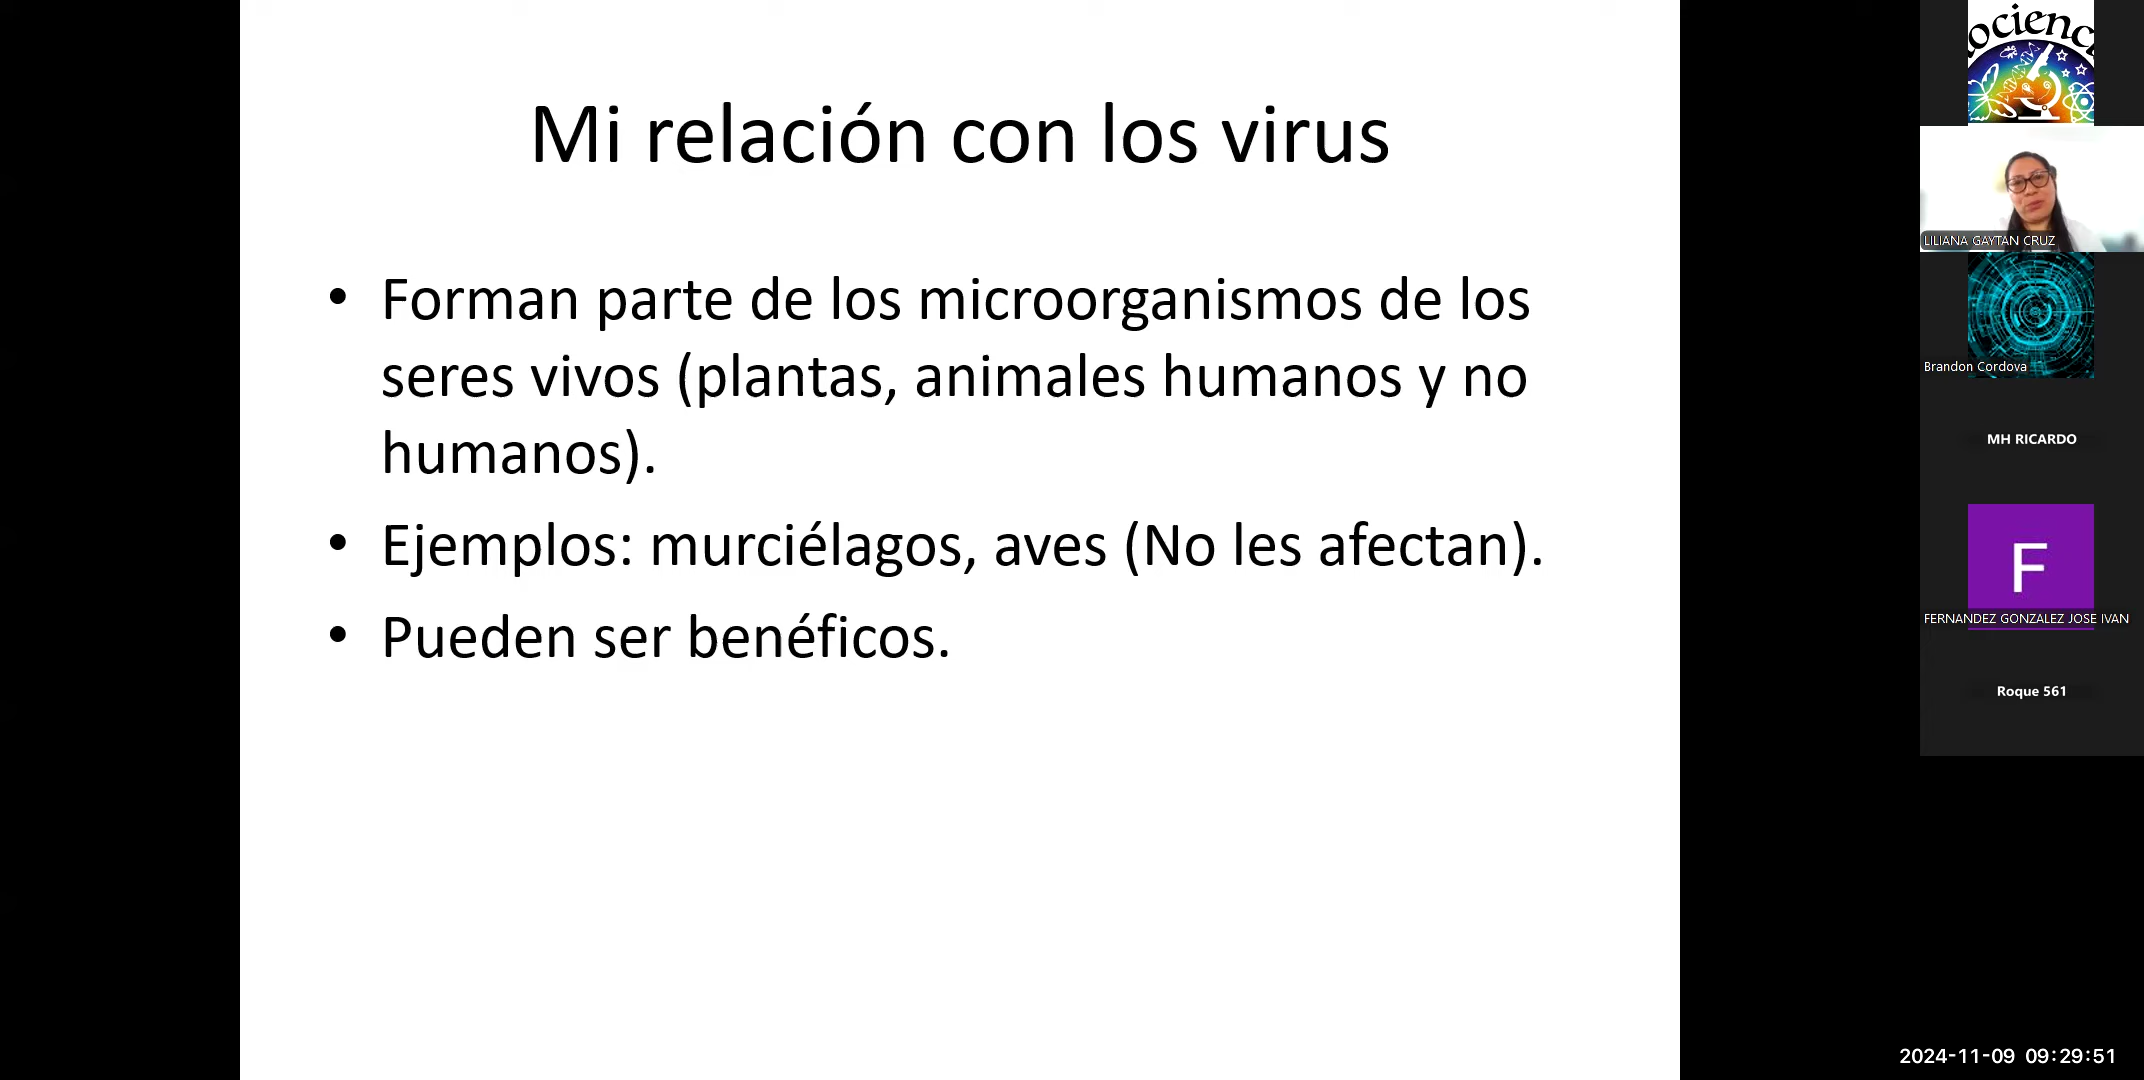 Mi relación con los virus
• Forman parte de los microorganismos de los
seres vivos (plantas, animales humanos y no
humanos).
• Ejemplos: murciélagos, aves (No les afectan).
• Pueden ser benéficos.
ocienc
LILIANA GAYTAN CRUZ
Brandon Cordova
MH RICARDO
F
FERNANDEZ GONZALEZ JOSE IVAN
Roque 561
2024-11-09 09:29:51